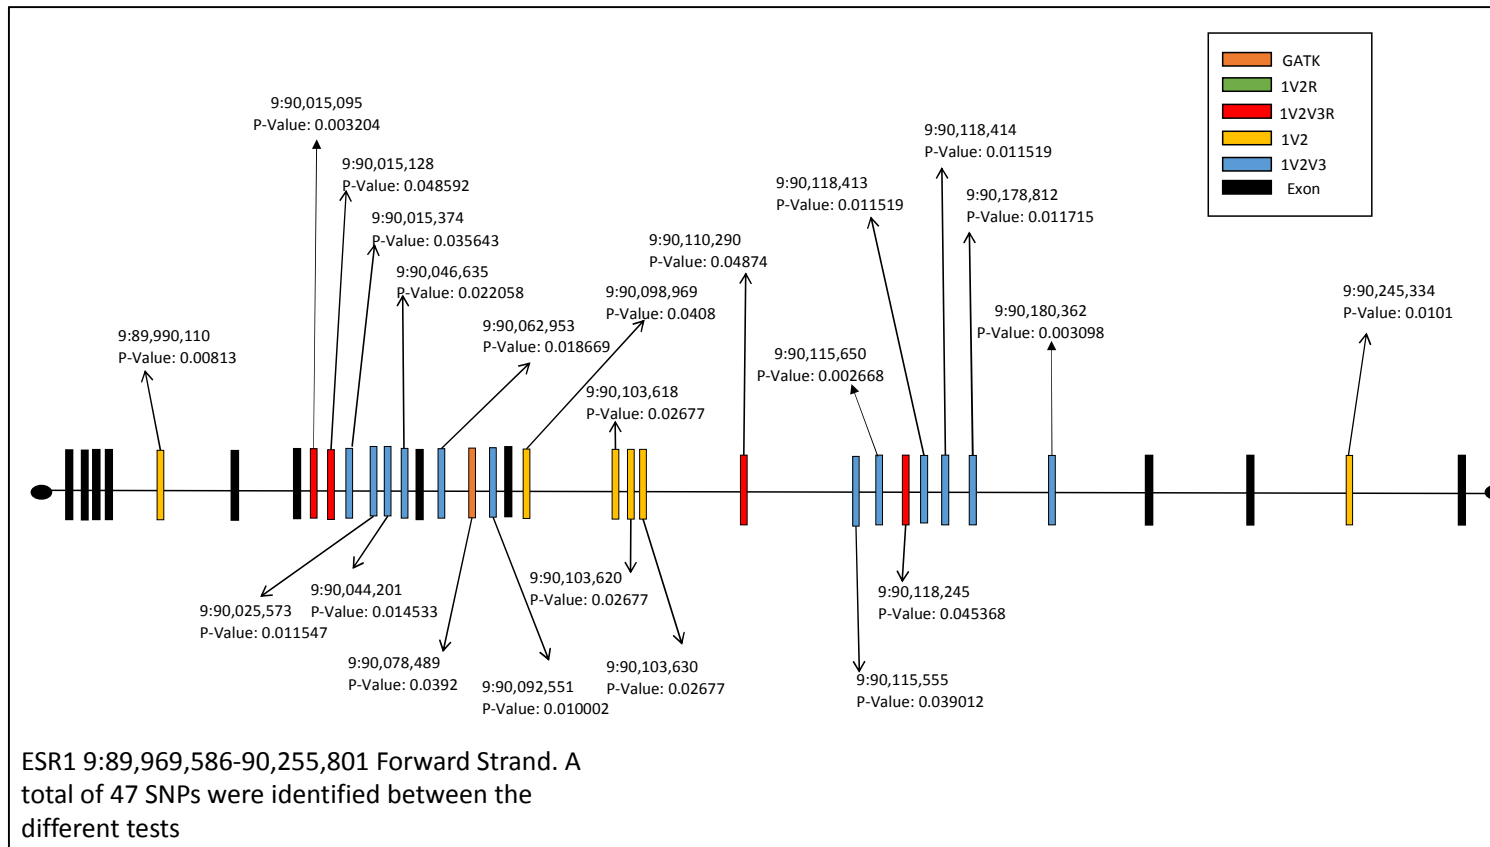 GATK
1V2R
1V2V3R
1V2
1V2V3
Exon
9:90,015,095
P-Value: 0.003204
9:90,015,128
P-Value: 0.048592
9:90,015,374
P-Value: 0.035643
9:90,046,635
P-Value: 0.022058
9:89,990,110
P-Value: 0.00813
9:90,062,953
P-Value: 0.018669
9:90,098,969
P-Value: 0.0408
9:90,110,290
P-Value: 0.04874
9:90,103,618
P-Value: 0.02677
9:90,118,413
P-Value: 0.011519
9:90,118,414
P-Value: 0.011519
9:90,178,812
P-Value: 0.011715
9:90,115,650
P-Value: 0.002668
9:90,180,362
P-Value: 0.003098
9:90,245,334
P-Value: 0.0101
9:90,025,573
P-Value: 0.011547
9:90,044,201
P-Value: 0.014533
9:90,078,489
P-Value: 0.0392
9:90,092,551
P-Value: 0.010002
9:90,103,620
P-Value: 0.02677
9:90,103,630
P-Value: 0.02677
9:90,118,245
P-Value: 0.045368
9:90,115,555
P-Value: 0.039012
ESR1 9:89,969,586-90,255,801 Forward Strand. A
total of 47 SNPs were identified between the
different tests